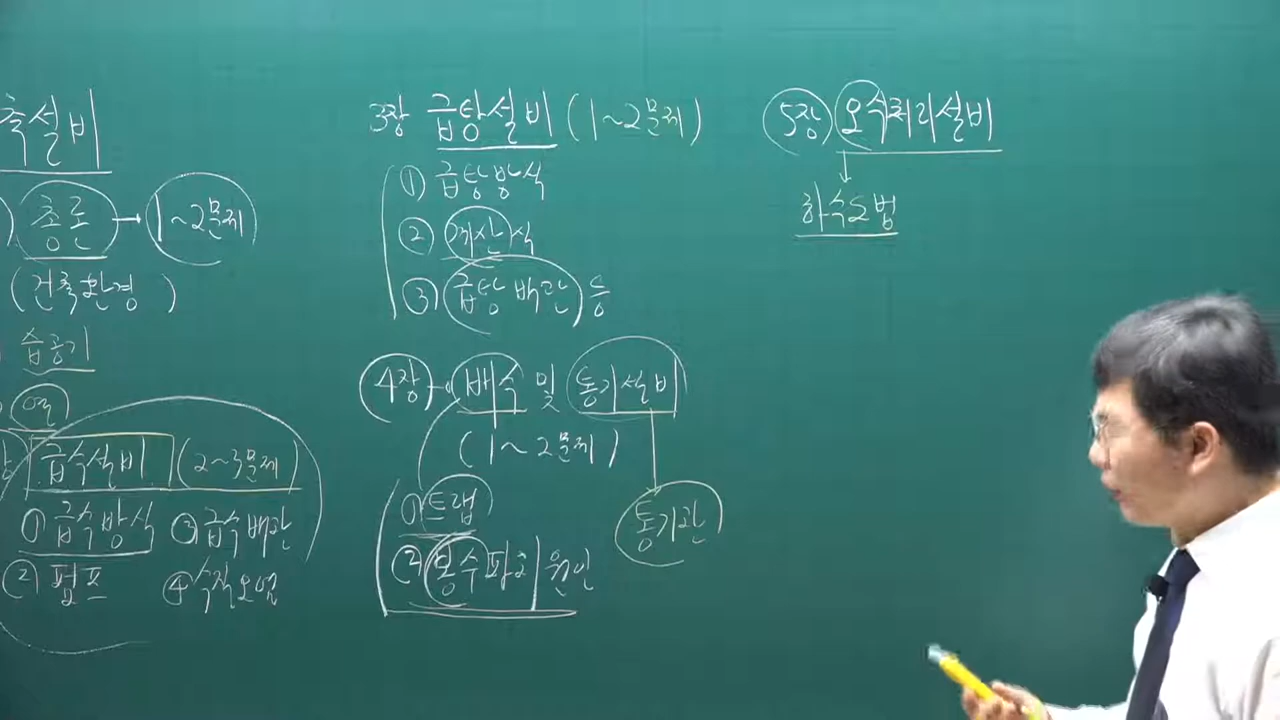 축설비
총론 → 1~2문제
(건축환경)
습공기
열
급수설비 (2~3문제)
① 급수방식 ③ 급수배관
② 펌프 ④ 수질오염
3장 급탕설비 (1~2문제)
① 급탕방식
② 계산식
③ 급탕 배관 등
4장 배수 및 통기설비
(1~2문제)
① 트랩
② 봉수파괴원인
통기관
5장 오수처리설비
하수도법